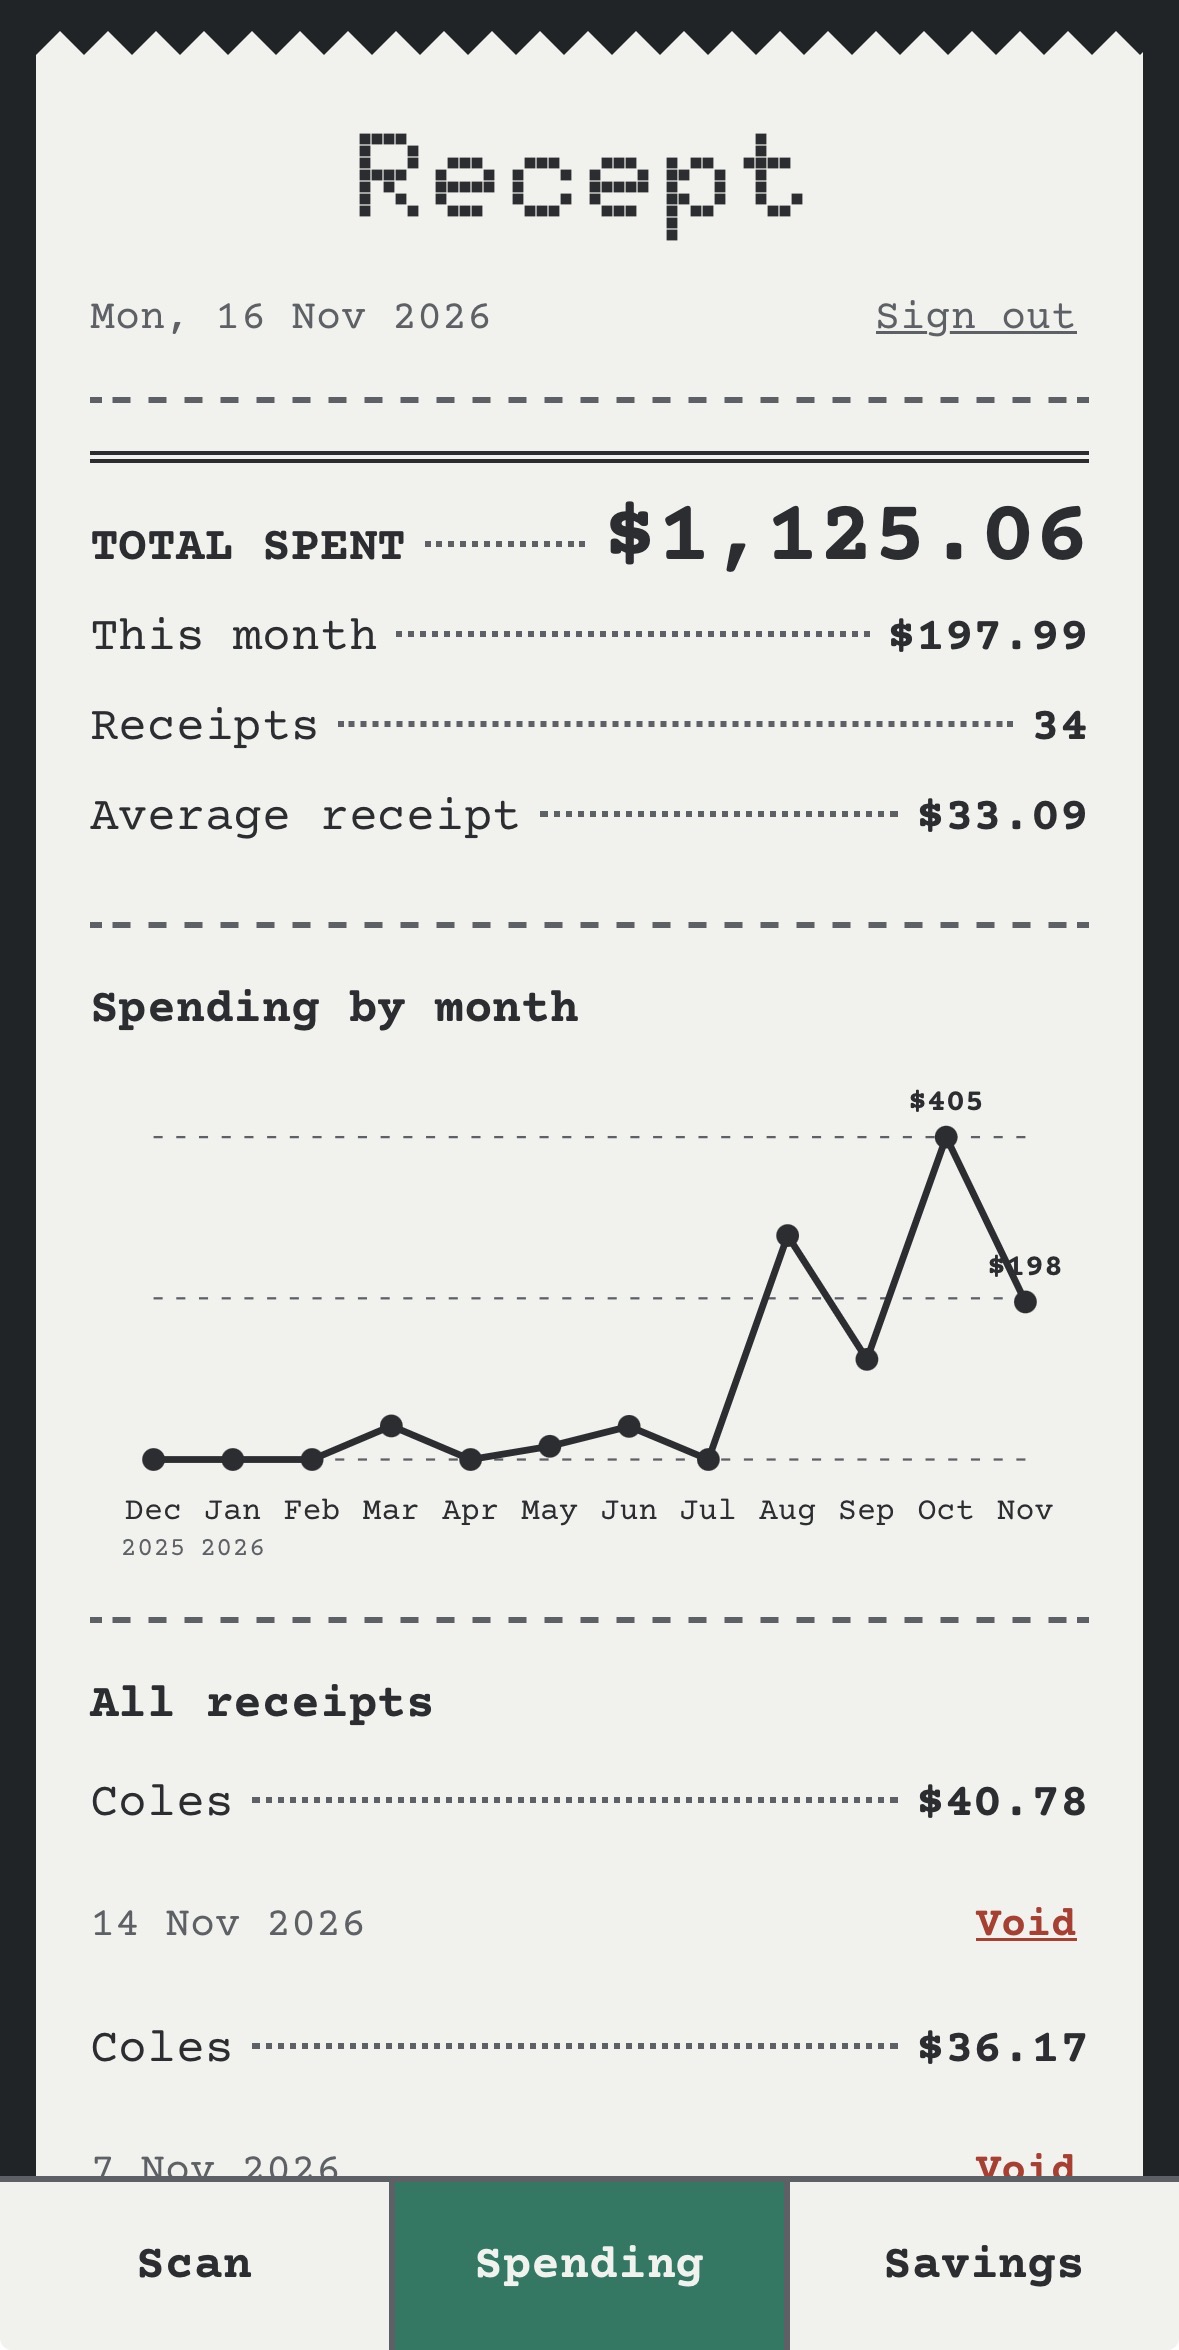 Recept
Mon, 16 Nov 2026 Sign out
TOTAL SPENT $1,125.06
This month $197.99
Receipts 34
Average receipt $33.09
Spending by month
$405
$198
Dec Jan Feb Mar Apr May Jun Jul Aug Sep Oct Nov
2025 2026
All receipts
Coles $40.78
14 Nov 2026 Void
Coles $36.17
7 Nov 2026 Void
Scan Spending Savings